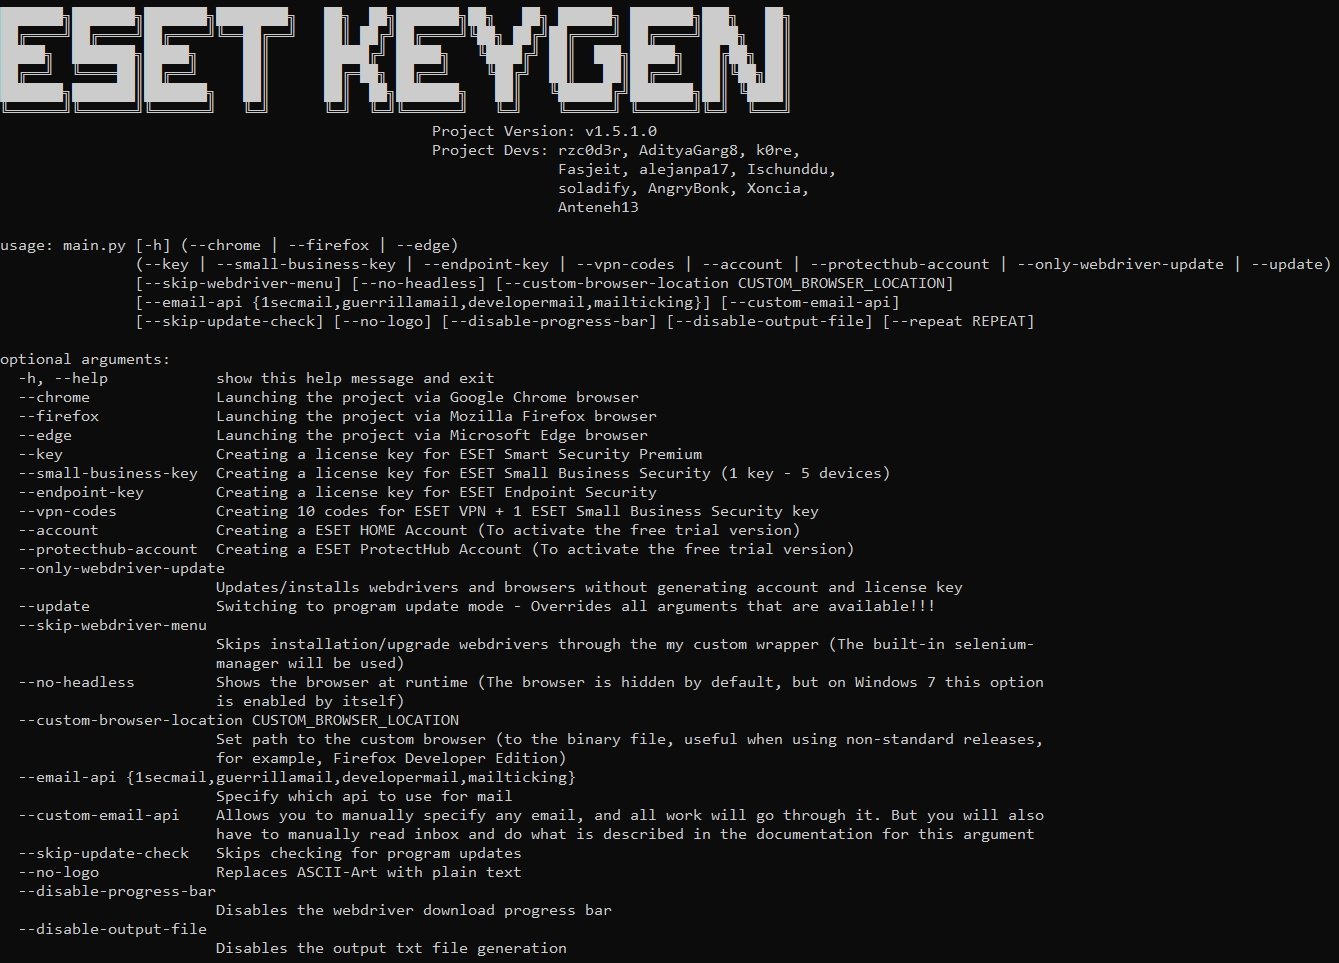 ESET KEYGEN
Project Version: v1.5.1.0
Project Devs: rzc0d3r, AdityaGarg8, k0re,
Fasjeit, alejanpa17, Ischunddu,
soladify, AngryBonk, Xoncia,
Anteneh13
usage: main.py [-h] (--chrome | --firefox | --edge)
(--key | --small-business-key | --endpoint-key | --vpn-codes | --account | --protecthub-account | --only-webdriver-update | --update)
[--skip-webdriver-menu] [--no-headless] [--custom-browser-location CUSTOM_BROWSER_LOCATION]
[--email-api {1secmail,guerrillamail,developermail,mailticking}] [--custom-email-api]
[--skip-update-check] [--no-logo] [--disable-progress-bar] [--disable-output-file] [--repeat REPEAT]
optional arguments:
-h, --help show this help message and exit
--chrome Launching the project via Google Chrome browser
--firefox Launching the project via Mozilla Firefox browser
--edge Launching the project via Microsoft Edge browser
--key Creating a license key for ESET Smart Security Premium
--small-business-key Creating a license key for ESET Small Business Security (1 key - 5 devices)
--endpoint-key Creating a license key for ESET Endpoint Security
--vpn-codes Creating 10 codes for ESET VPN + 1 ESET Small Business Security key
--account Creating a ESET HOME Account (To activate the free trial version)
--protecthub-account Creating a ESET ProtectHub Account (To activate the free trial version)
--only-webdriver-update
Updates/installs webdrivers and browsers without generating account and license key
--update Switching to program update mode - Overrides all arguments that are available!!!
--skip-webdriver-menu
Skips installation/upgrade webdrivers through the my custom wrapper (The built-in selenium-
manager will be used)
--no-headless Shows the browser at runtime (The browser is hidden by default, but on Windows 7 this option
is enabled by itself)
--custom-browser-location CUSTOM_BROWSER_LOCATION
Set path to the custom browser (to the binary file, useful when using non-standard releases,
for example, Firefox Developer Edition)
--email-api {1secmail,guerrillamail,developermail,mailticking}
Specify which api to use for mail
--custom-email-api Allows you to manually specify any email, and all work will go through it. But you will also
have to manually read inbox and do what is described in the documentation for this argument
--skip-update-check Skips checking for program updates
--no-logo Replaces ASCII-Art with plain text
--disable-progress-bar
Disables the webdriver download progress bar
--disable-output-file
Disables the output txt file generation